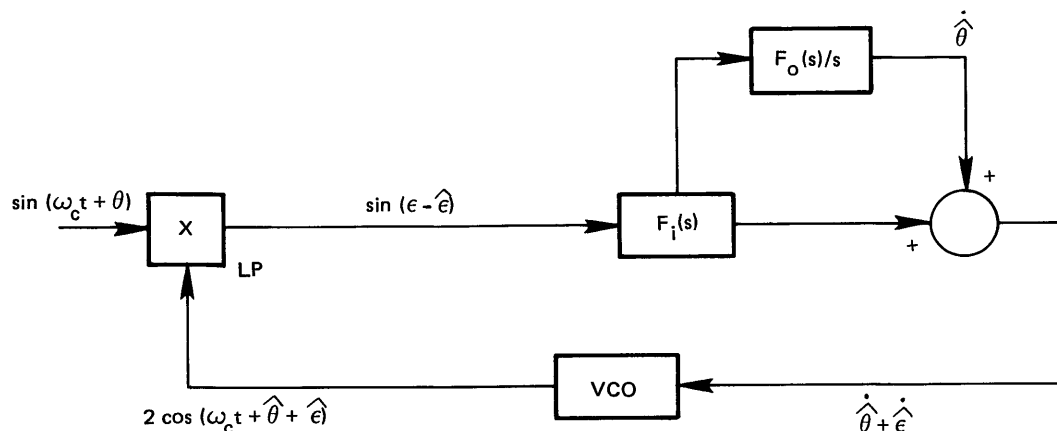 θ̂̇
F_o(s)/s
+
sin (ω_c t + θ)
sin (ϵ - ϵ̂)
X
F_i(s)
+
LP
VCO
2 cos (ω_c t + θ̂ + ϵ̂)
θ̂̇ + ϵ̂̇